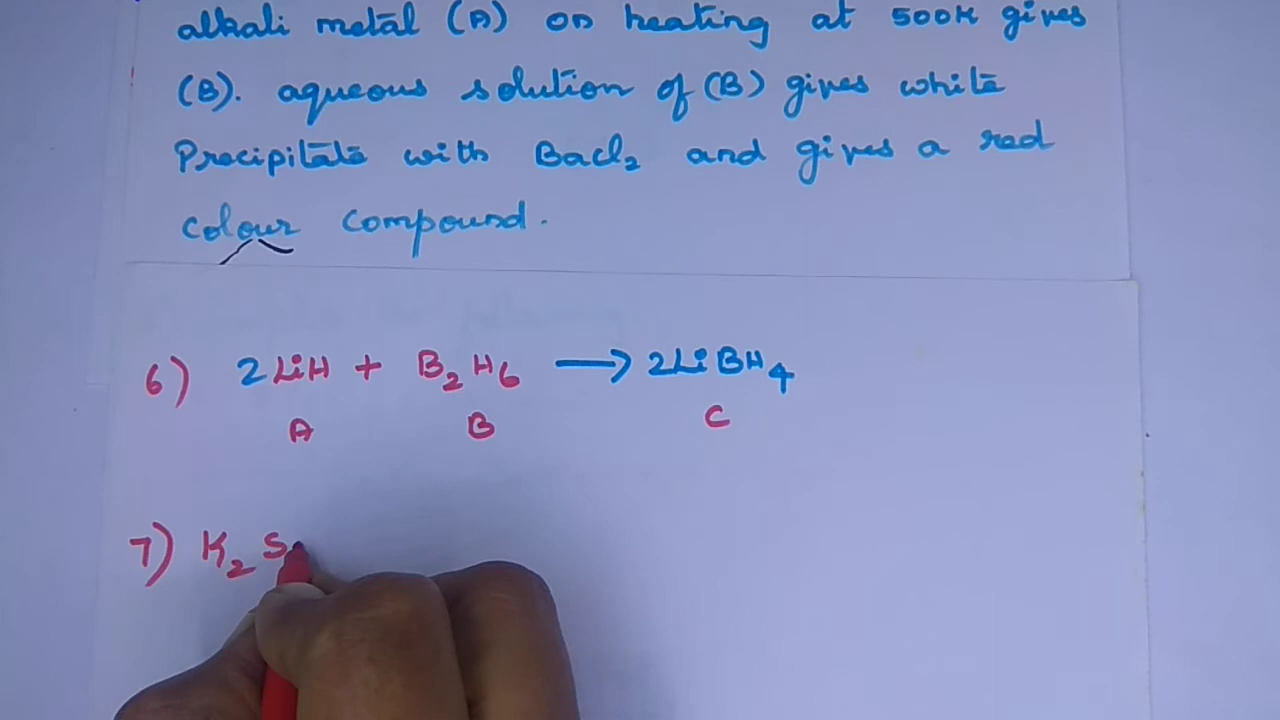 alkali metal (A) on heating at 500K gives
(B). aqueous solution of (B) gives white
Precipitate with BaCl₂ and gives a red
colour compound.
6) 2LiH + B₂H₆ → 2LiBH₄
A B C
7) K₂S